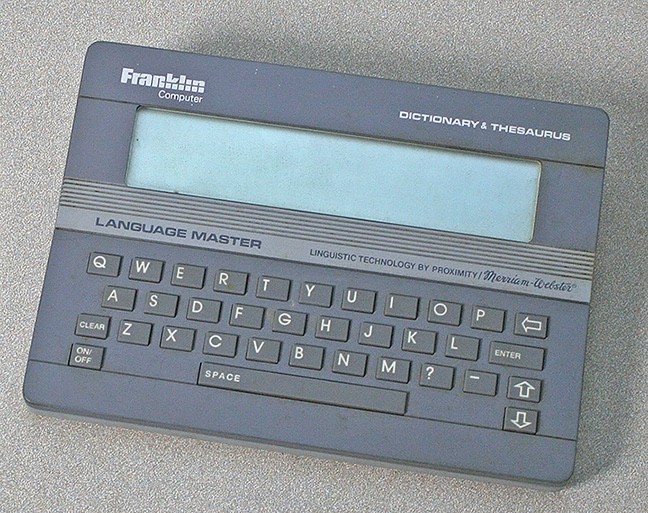 Franklin
Computer
DICTIONARY & THESAURUS
LANGUAGE MASTER
LINGUISTIC TECHNOLOGY BY PROXIMITY/Merriam-Webster®
Q W E R T Y U I O P ⇦
A S D F G H J K L ENTER
CLEAR Z X C V B N M ? – ⇧
ON/
OFF
SPACE
⇩